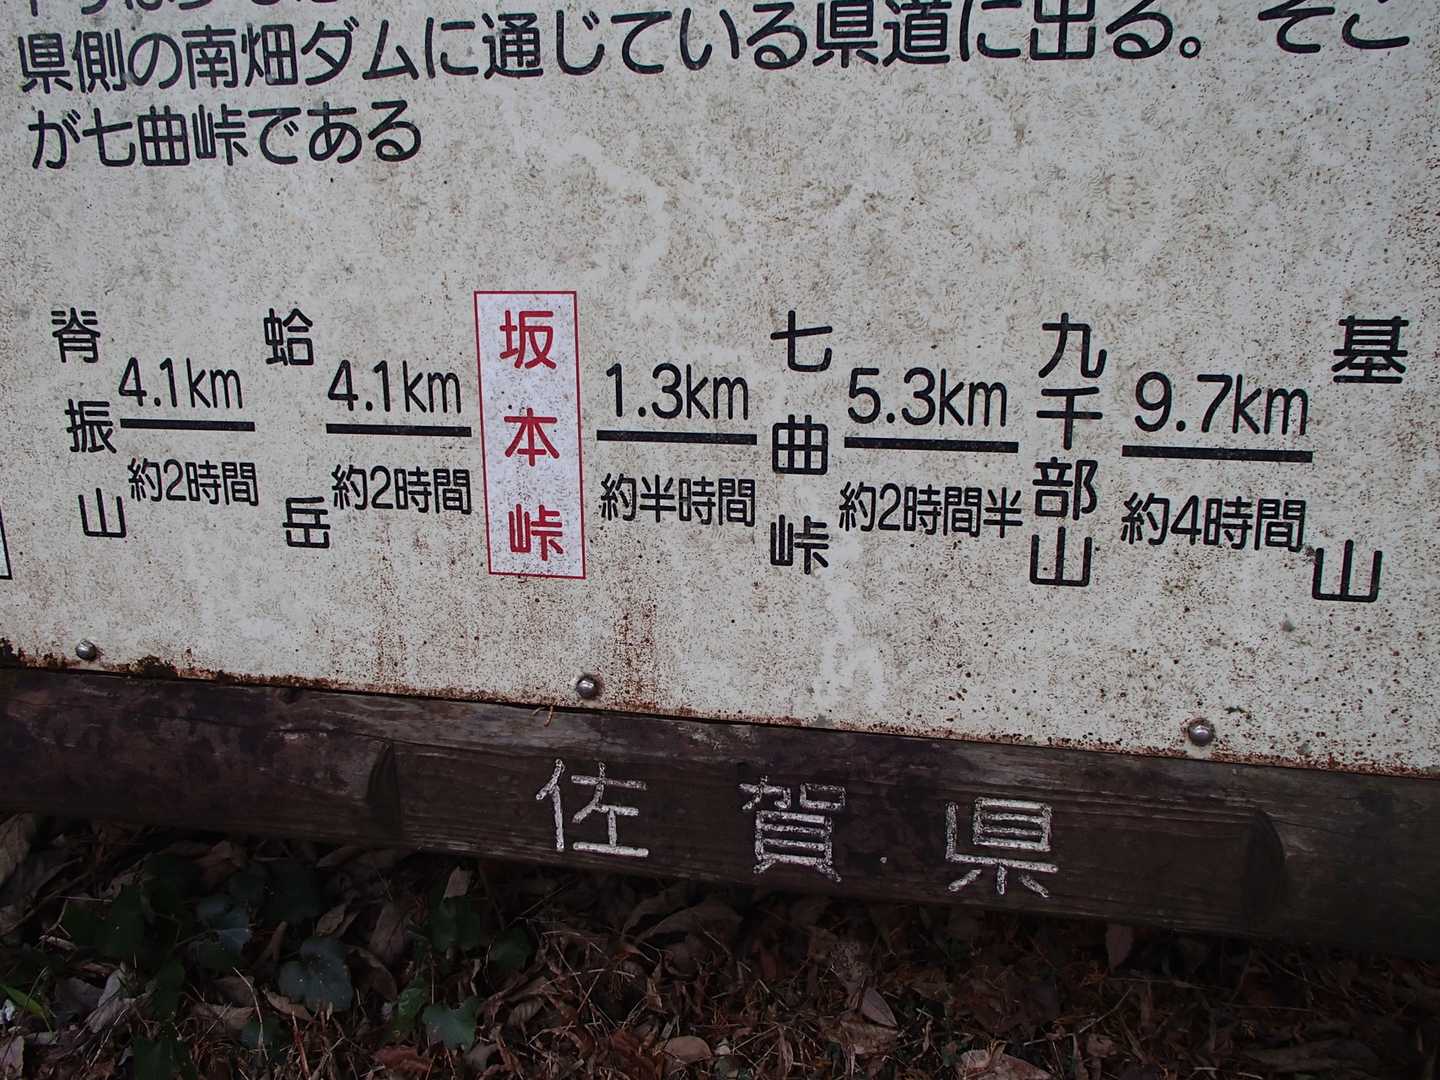 県側の南畑ダムに通じている県道に出る。そこ
が七曲峠である
脊振山 4.1km 約2時間 蛤岳 4.1km 約2時間 坂本峠 1.3km 約半時間 七曲峠 5.3km 約2時間半 九千部山 9.7km 約4時間 基山
佐賀県